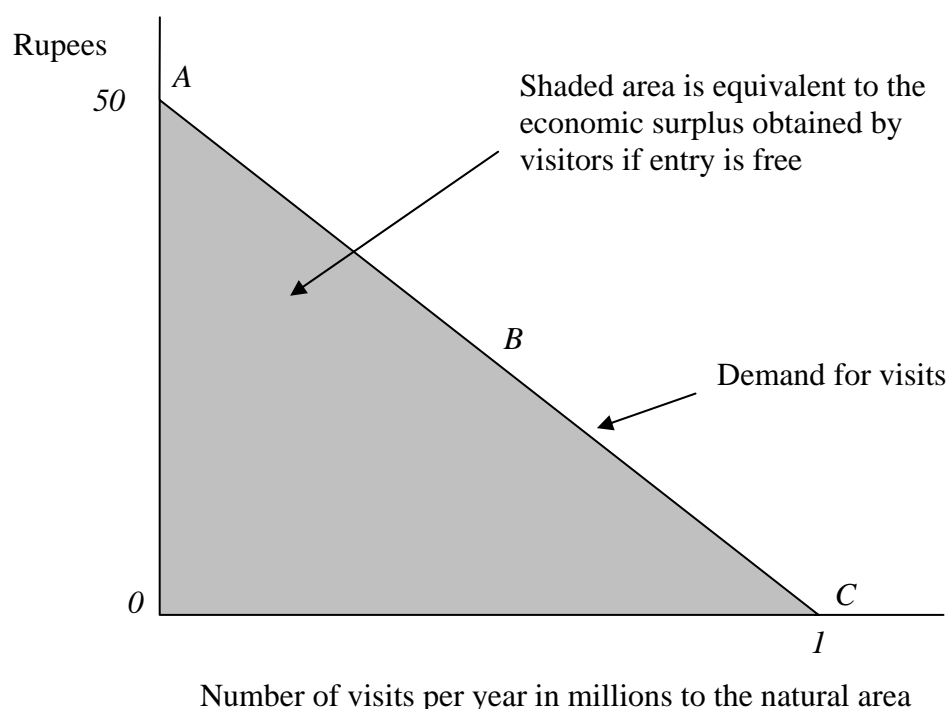 Rupees
A
50
Shaded area is equivalent to the
economic surplus obtained by
visitors if entry is free
B
Demand for visits
0
C
1
Number of visits per year in millions to the natural area